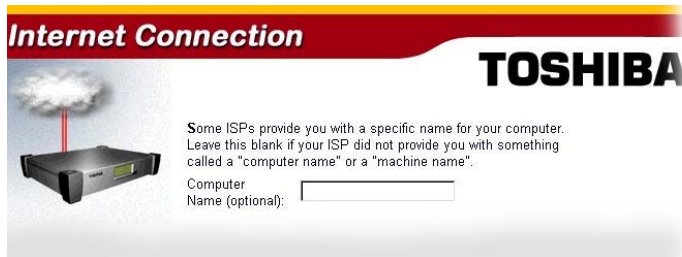 Internet Connection
TOSHIBA
Some ISPs provide you with a specific name for your computer.
Leave this blank if your ISP did not provide you with something
called a "computer name" or a "machine name".
Computer
Name (optional):